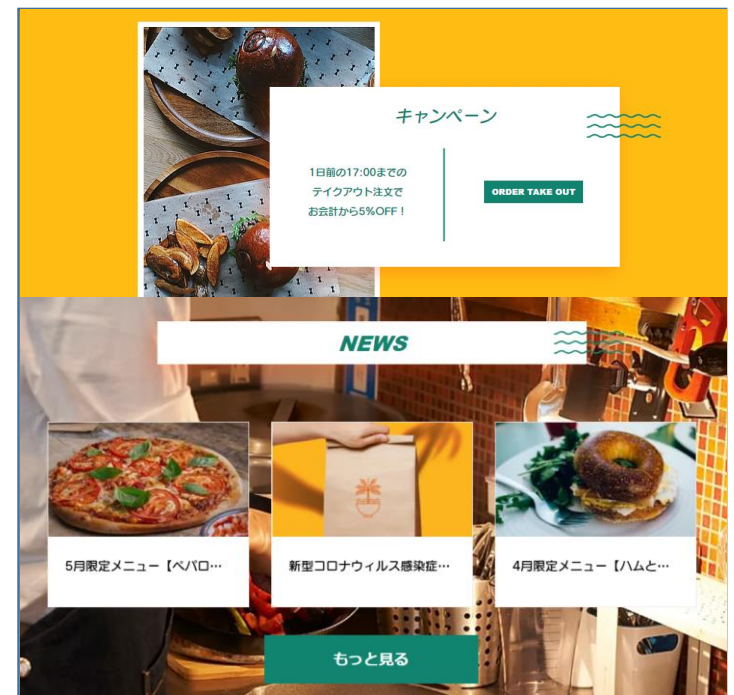 キャンペーン
1日前の17:00までの
テイクアウト注文で
お会計から5%OFF！
ORDER TAKE OUT
NEWS
5月限定メニュー【ペパロ…
新型コロナウィルス感染症…
4月限定メニュー【ハムと…
もっと見る